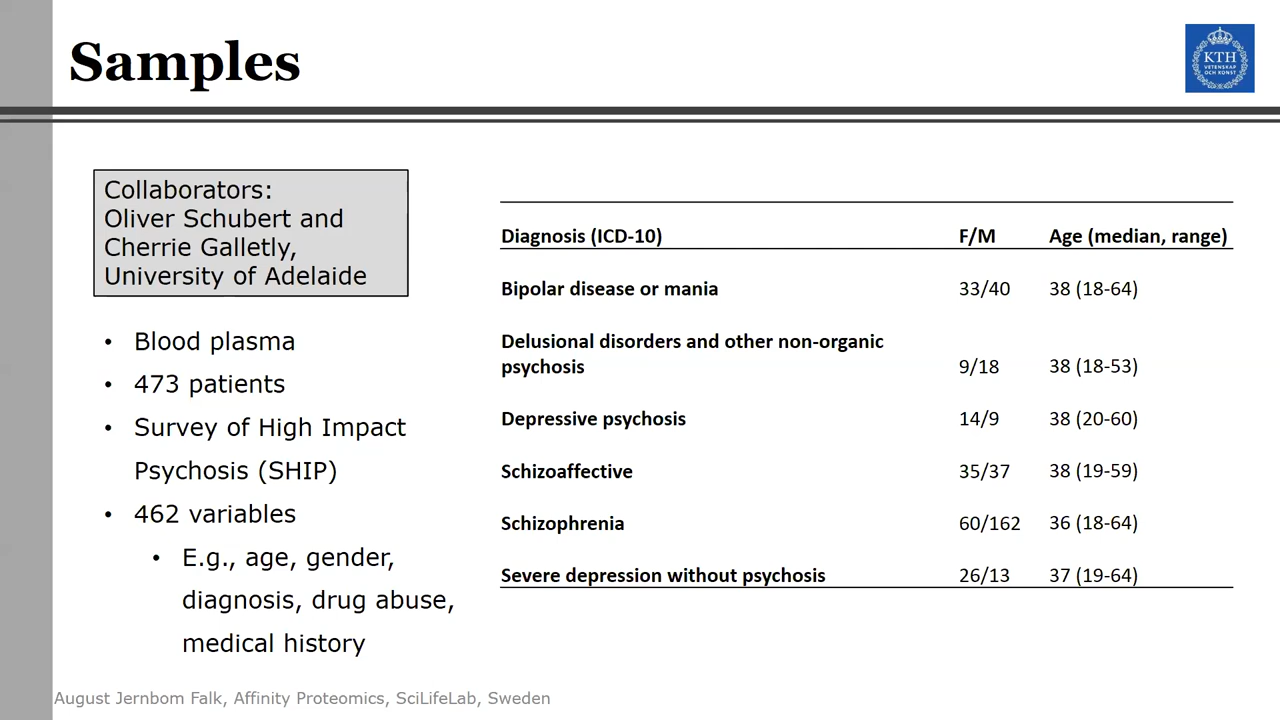 Samples
KTH
VETENSKAP
OCH KONST
Collaborators:
Oliver Schubert and
Cherrie Galletly,
University of Adelaide
• Blood plasma
• 473 patients
• Survey of High Impact
Psychosis (SHIP)
• 462 variables
• E.g., age, gender,
diagnosis, drug abuse,
medical history
Diagnosis (ICD-10) F/M Age (median, range)
Bipolar disease or mania 33/40 38 (18-64)
Delusional disorders and other non-organic
psychosis 9/18 38 (18-53)
Depressive psychosis 14/9 38 (20-60)
Schizoaffective 35/37 38 (19-59)
Schizophrenia 60/162 36 (18-64)
Severe depression without psychosis 26/13 37 (19-64)
August Jernbom Falk, Affinity Proteomics, SciLifeLab, Sweden